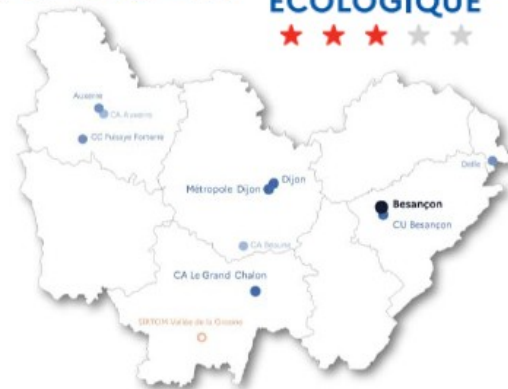 ÉCOLOGIQUE
Auxerre
CA Auxerre
CC Puisaye Forterre
Delle
Dijon
Métropole Dijon
Besançon
CU Besançon
CA Beaune
CA Le Grand Chalon
Vallée de la Grosne